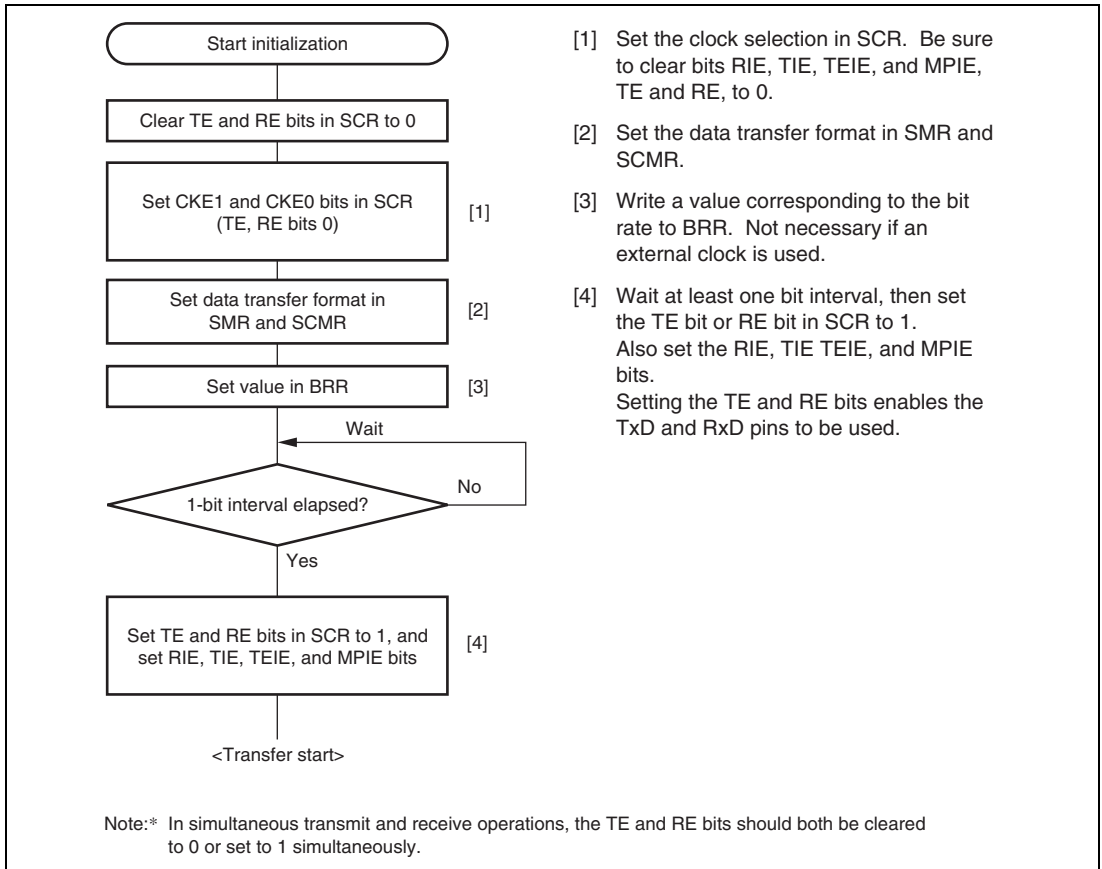 Start initialization
Clear TE and RE bits in SCR to 0
Set CKE1 and CKE0 bits in SCR
(TE, RE bits 0)
[1]
Set data transfer format in
SMR and SCMR
[2]
Set value in BRR
[3]
Wait
1-bit interval elapsed?
No
Yes
Set TE and RE bits in SCR to 1, and
set RIE, TIE, TEIE, and MPIE bits
[4]
<Transfer start>
[1] Set the clock selection in SCR. Be sure
to clear bits RIE, TIE, TEIE, and MPIE,
TE and RE, to 0.
[2] Set the data transfer format in SMR and
SCMR.
[3] Write a value corresponding to the bit
rate to BRR. Not necessary if an
external clock is used.
[4] Wait at least one bit interval, then set
the TE bit or RE bit in SCR to 1.
Also set the RIE, TIE TEIE, and MPIE
bits.
Setting the TE and RE bits enables the
TxD and RxD pins to be used.
Note:* In simultaneous transmit and receive operations, the TE and RE bits should both be cleared
to 0 or set to 1 simultaneously.